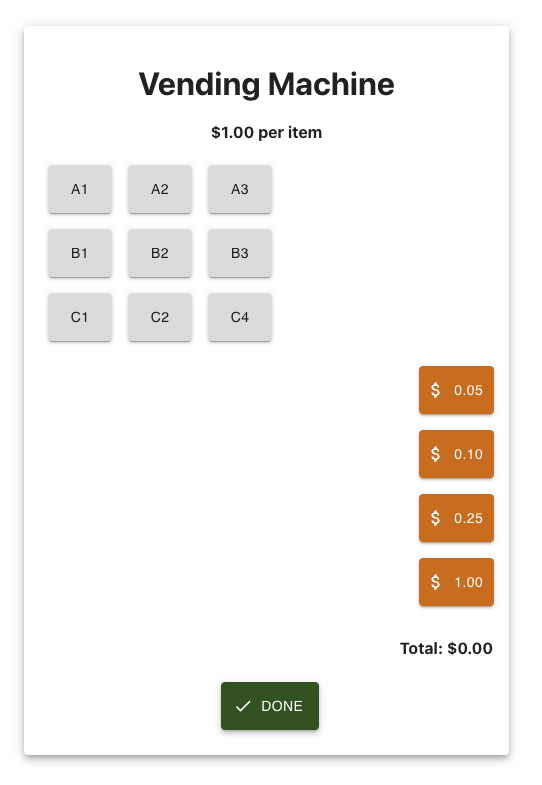 Vending Machine
$1.00 per item
A1 A2 A3
B1 B2 B3
C1 C2 C4
$ 0.05
$ 0.10
$ 0.25
$ 1.00
Total: $0.00
DONE